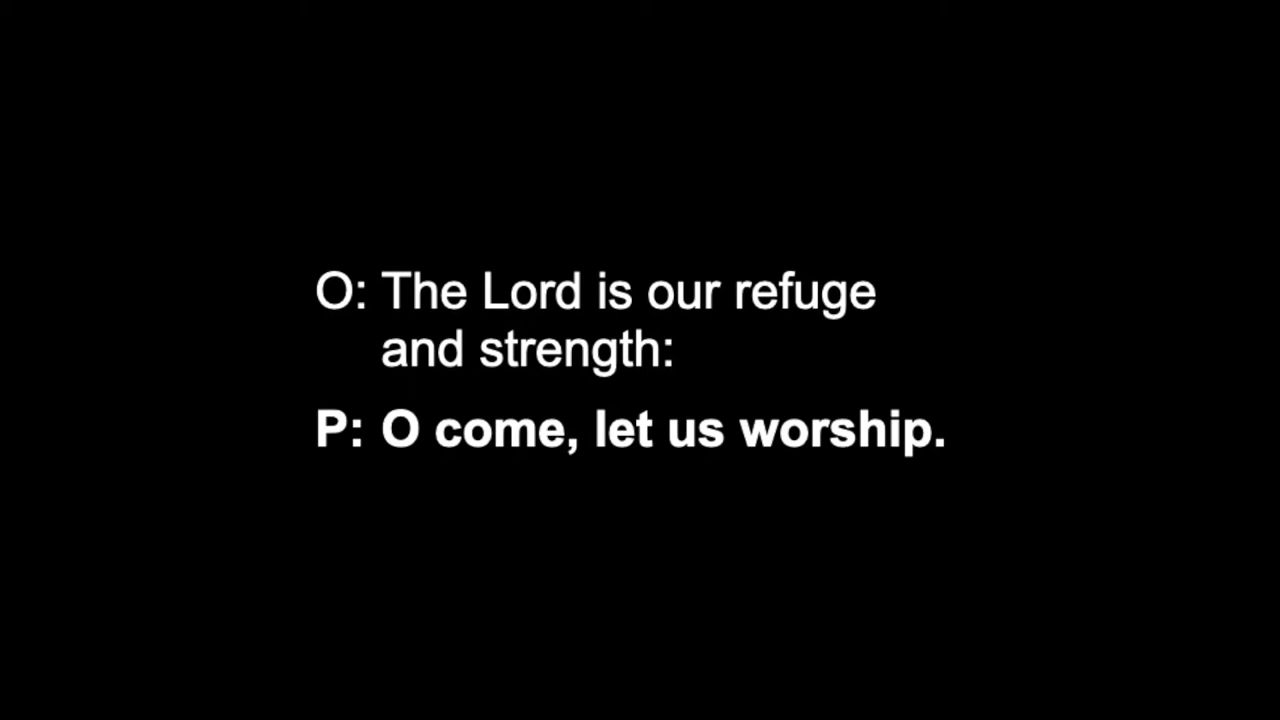 O: The Lord is our refuge
and strength:
P: O come, let us worship.